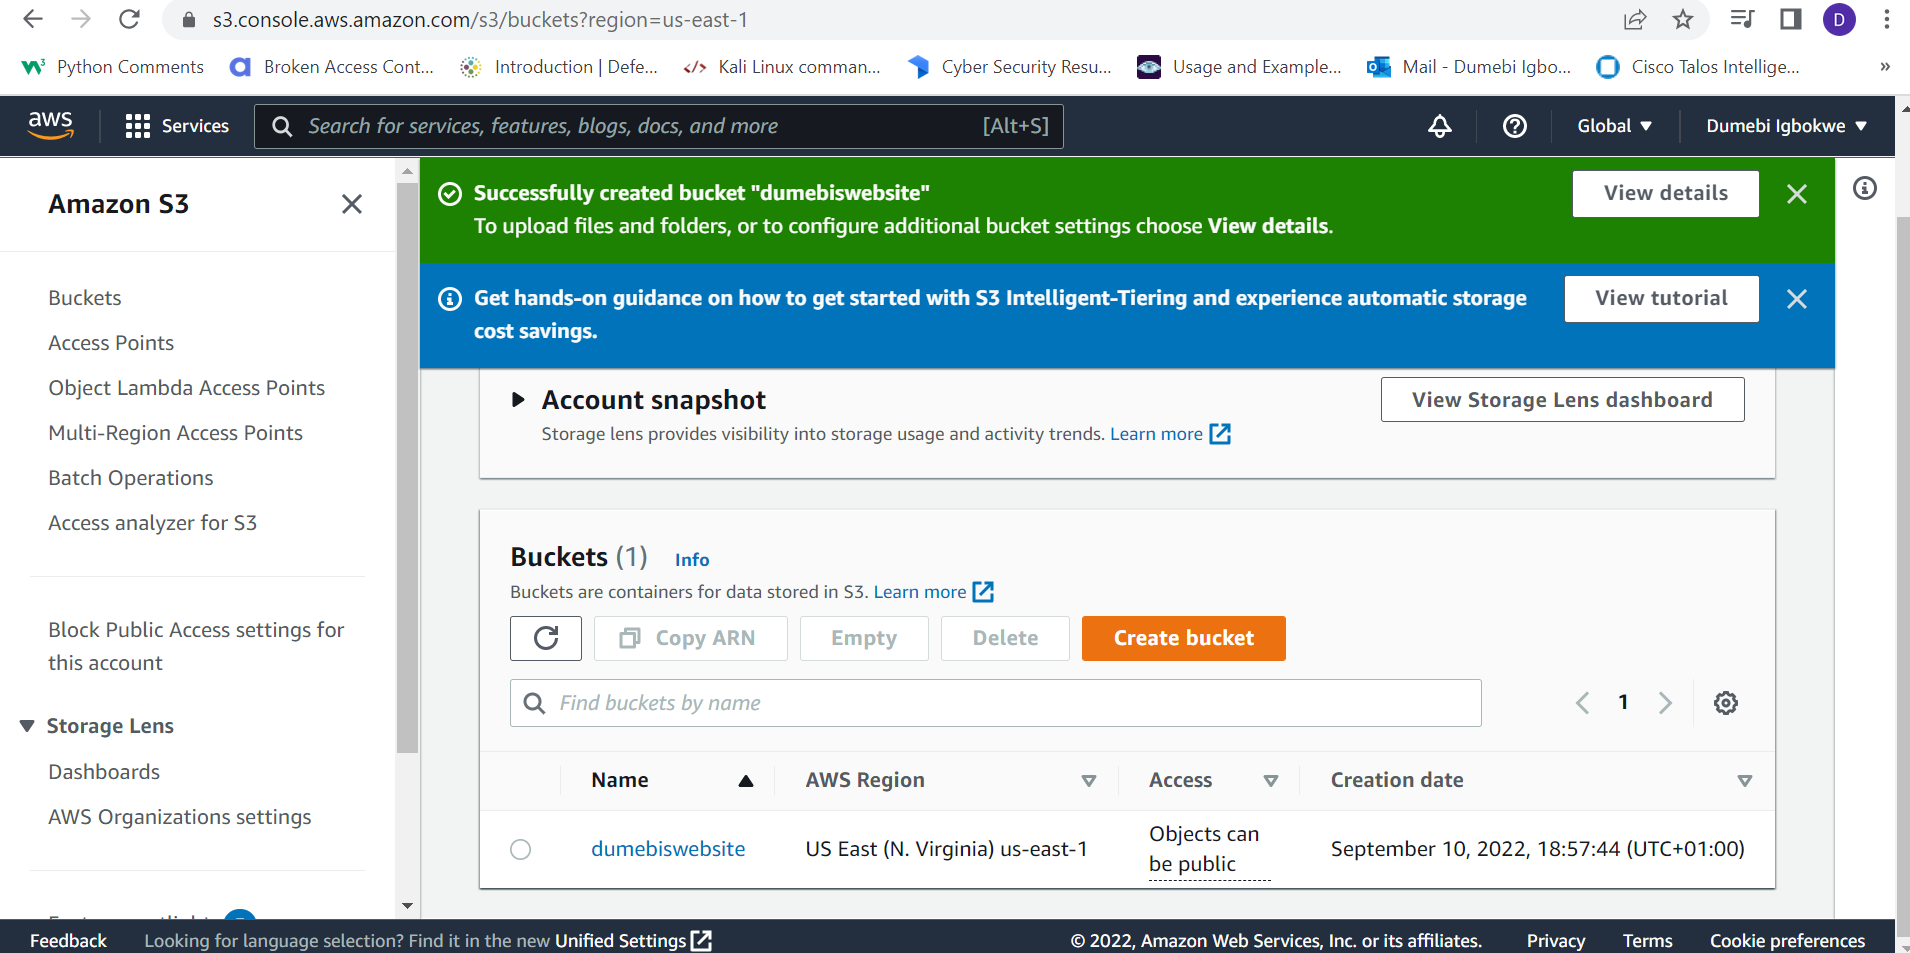 s3.console.aws.amazon.com/s3/buckets?region=us-east-1
D
Python Comments
Broken Access Cont...
Introduction | Defe...
Kali Linux comman...
Cyber Security Resu...
Usage and Example...
Mail - Dumebi Igbo...
Cisco Talos Intellige...
»
aws
Services
Search for services, features, blogs, docs, and more
[Alt+S]
Global
Dumebi Igbokwe
Amazon S3
Buckets
Access Points
Object Lambda Access Points
Multi-Region Access Points
Batch Operations
Access analyzer for S3
Block Public Access settings for
this account
Storage Lens
Dashboards
AWS Organizations settings
Successfully created bucket "dumebiswebsite"
To upload files and folders, or to configure additional bucket settings choose View details.
View details
Get hands-on guidance on how to get started with S3 Intelligent-Tiering and experience automatic storage
cost savings.
View tutorial
Account snapshot
Storage lens provides visibility into storage usage and activity trends. Learn more
View Storage Lens dashboard
Buckets (1) Info
Buckets are containers for data stored in S3. Learn more
Copy ARN
Empty
Delete
Create bucket
Find buckets by name
1
Name
AWS Region
Access
Creation date
dumebiswebsite
US East (N. Virginia) us-east-1
Objects can
be public
September 10, 2022, 18:57:44 (UTC+01:00)
Feedback
Looking for language selection? Find it in the new Unified Settings
© 2022, Amazon Web Services, Inc. or its affiliates.
Privacy
Terms
Cookie preferences